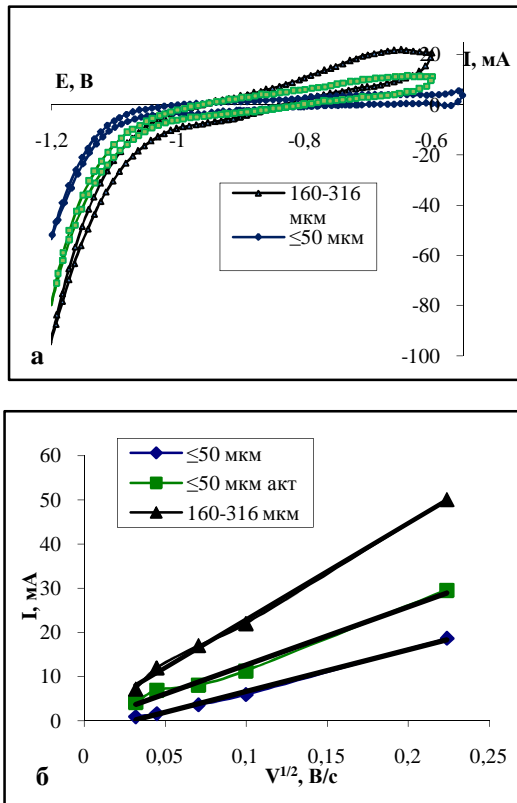 20
I, мА
E, В
0
-1,2
-1
-0,8
-0,6
-20
160-316
мкм
≤50 мкм
-40
-60
-80
-100
а
60
50
40
30
20
10
0
I, мА
≤50 мкм
≤50 мкм акт
160-316 мкм
0
0,05
0,1
0,15
0,2
0,25
V1/2, В/с
б